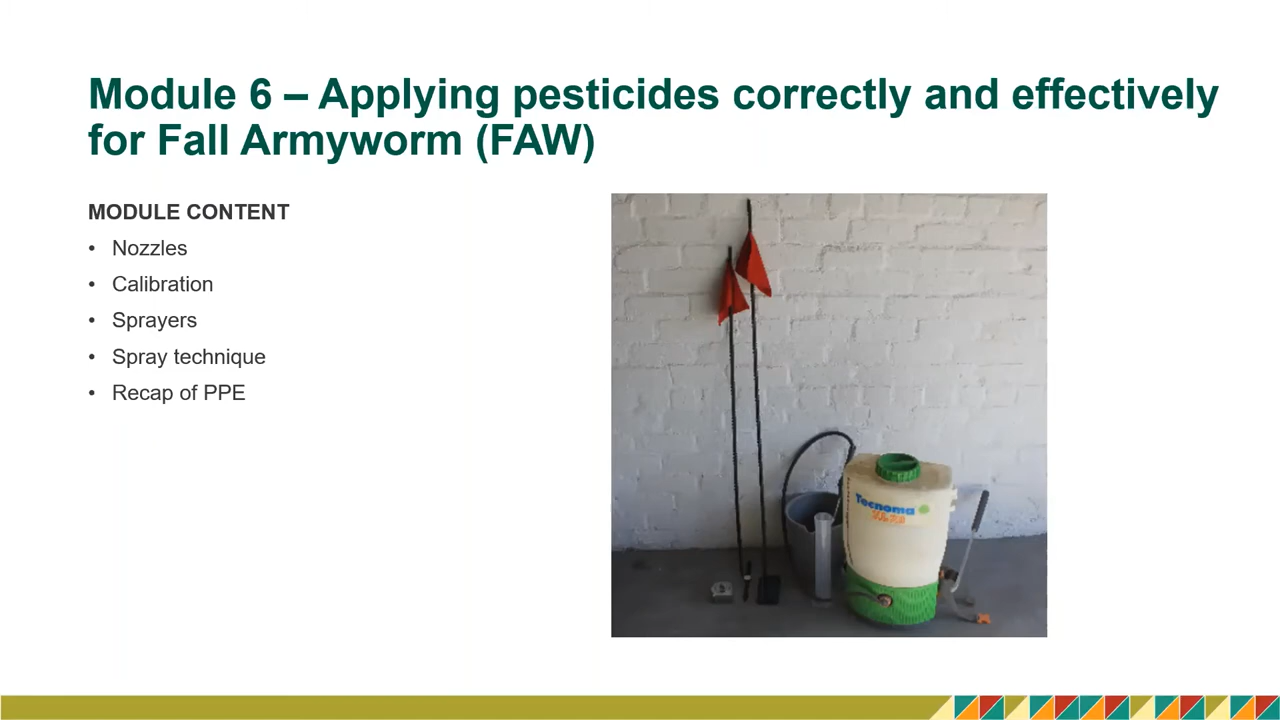 Module 6 – Applying pesticides correctly and effectively
for Fall Armyworm (FAW)
MODULE CONTENT
• Nozzles
• Calibration
• Sprayers
• Spray technique
• Recap of PPE
Tecnoma